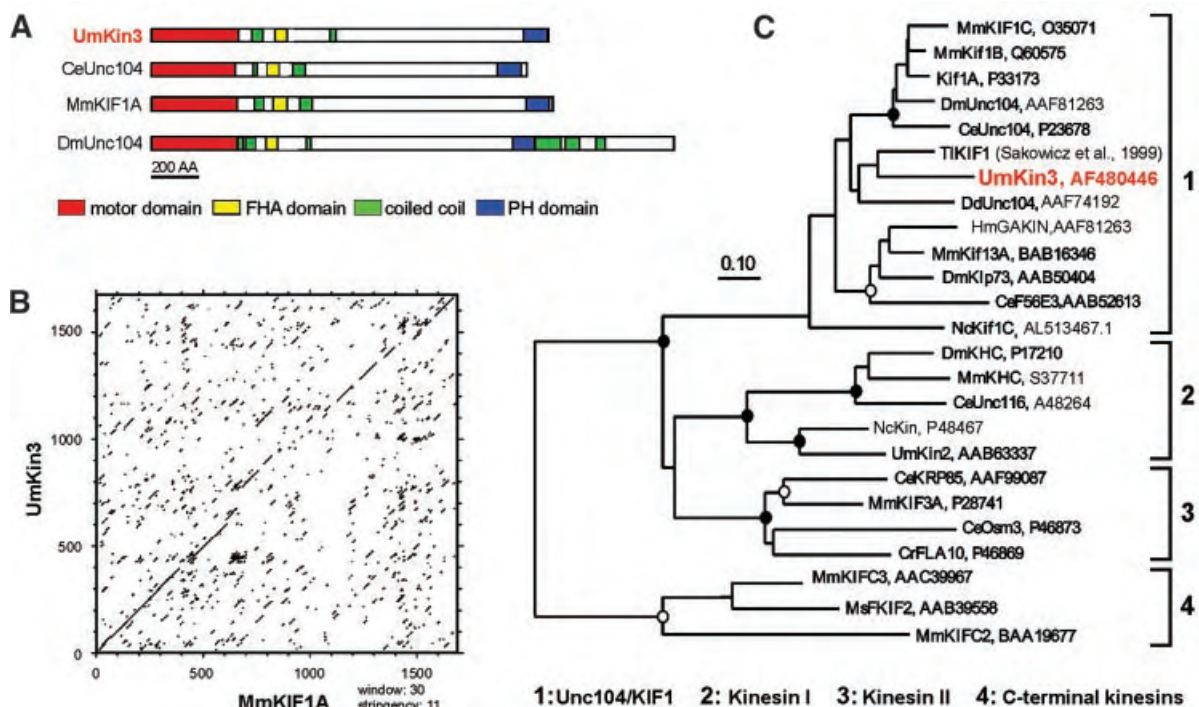 A
UmKin3
CeUnc104
MmKIF1A
DmUnc104
200 AA
motor domain FHA domain coiled coil PH domain
B
1500
1000
500
0
UmKin3
0 500 1000 1500
MmKIF1A
window: 30
stringency: 11
C
MmKIF1C, O35071
MmKif1B, Q60575
Kif1A, P33173
DmUnc104, AAF81263
CeUnc104, P23678
TlKIF1 (Sakowicz et al., 1999)
UmKin3, AF480446
DdUnc104, AAF74192
HmGAKIN,AAF81263
MmKif13A, BAB16346
DmKlp73, AAB50404
CeF56E3,AAB52613
NcKif1C, AL513467.1
1
0.10
DmKHC, P17210
MmKHC, S37711
CeUnc116, A48264
NcKin, P48467
UmKin2, AAB63337
2
CeKRP85, AAF99087
MmKIF3A, P28741
CeOsm3, P46873
CrFLA10, P46869
3
MmKIFC3, AAC39967
MsFKIF2, AAB39558
MmKIFC2, BAA19677
4
1:Unc104/KIF1 2: Kinesin I 3: Kinesin II 4: C-terminal kinesins